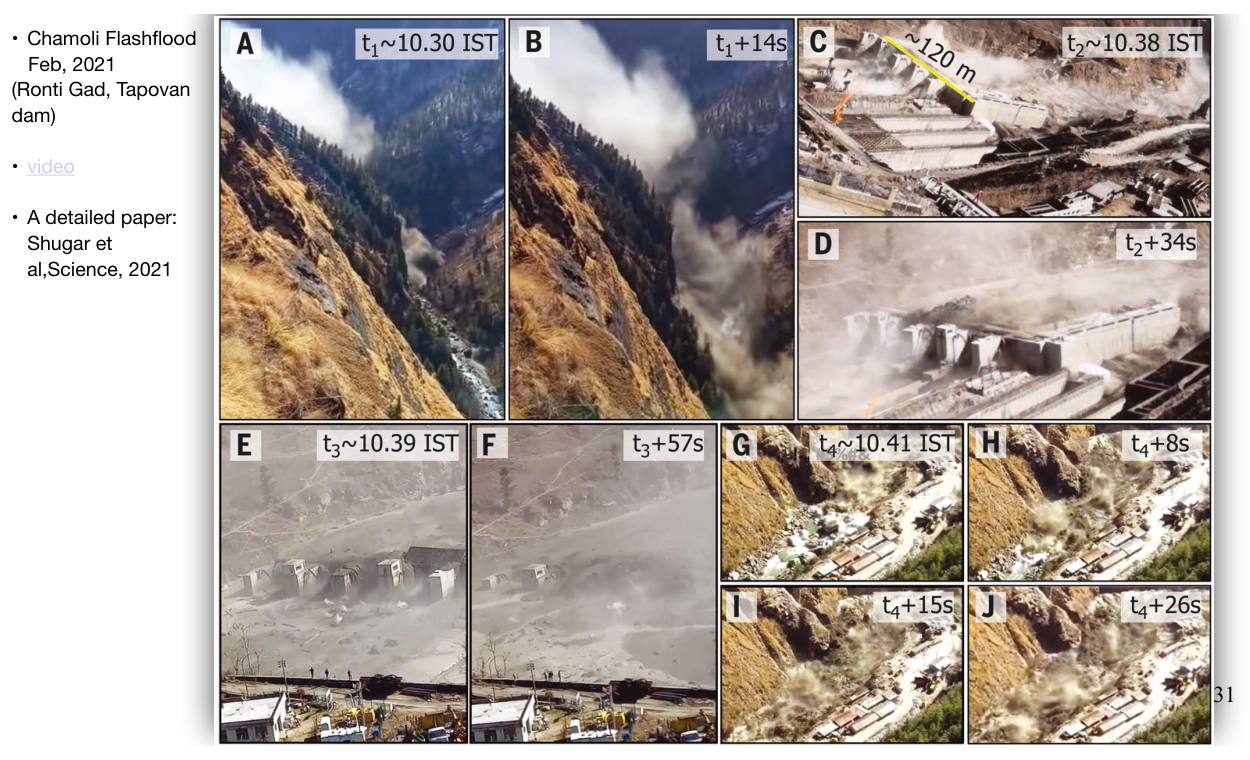 • Chamoli Flashflood
Feb, 2021
(Ronti Gad, Tapovan
dam)
• video
• A detailed paper:
Shugar et
al,Science, 2021
A
t₁~10.30 IST
B
t₁+14s
C
~120 m
t₂~10.38 IST
D
t₂+34s
E
t₃~10.39 IST
F
t₃+57s
G
t₄~10.41 IST
H
t₄+8s
I
t₄+15s
J
t₄+26s
31